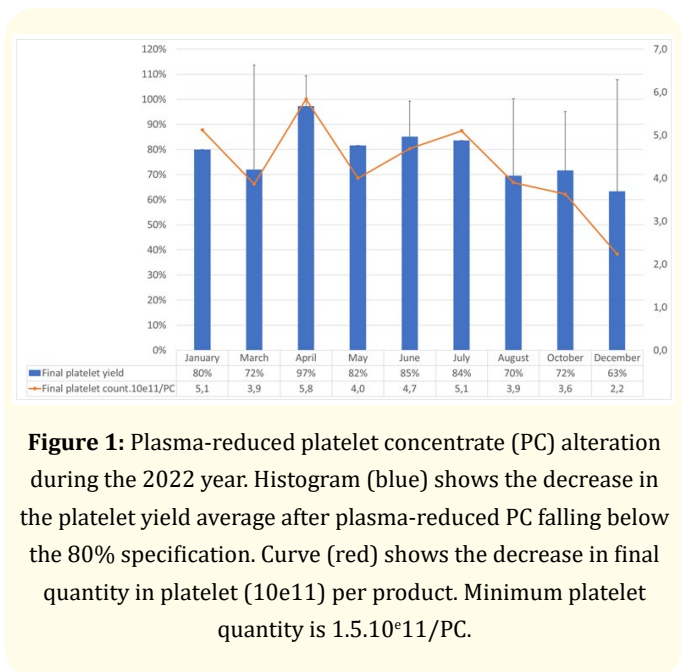 120% 7,0
110% 6,0
100%
90% 5,0
80%
70% 4,0
60% 3,0
50%
40% 2,0
30%
20% 1,0
10%
0% 0,0
January March April May June July August October December
Final platelet yield 80% 72% 97% 82% 85% 84% 70% 72% 63%
Final platelet count.10e11/PC 5,1 3,9 5,8 4,0 4,7 5,1 3,9 3,6 2,2
Figure 1: Plasma-reduced platelet concentrate (PC) alteration
during the 2022 year. Histogram (blue) shows the decrease in
the platelet yield average after plasma-reduced PC falling below
the 80% specification. Curve (red) shows the decrease in final
quantity in platelet (10e11) per product. Minimum platelet
quantity is 1.5.10ᵉ11/PC.